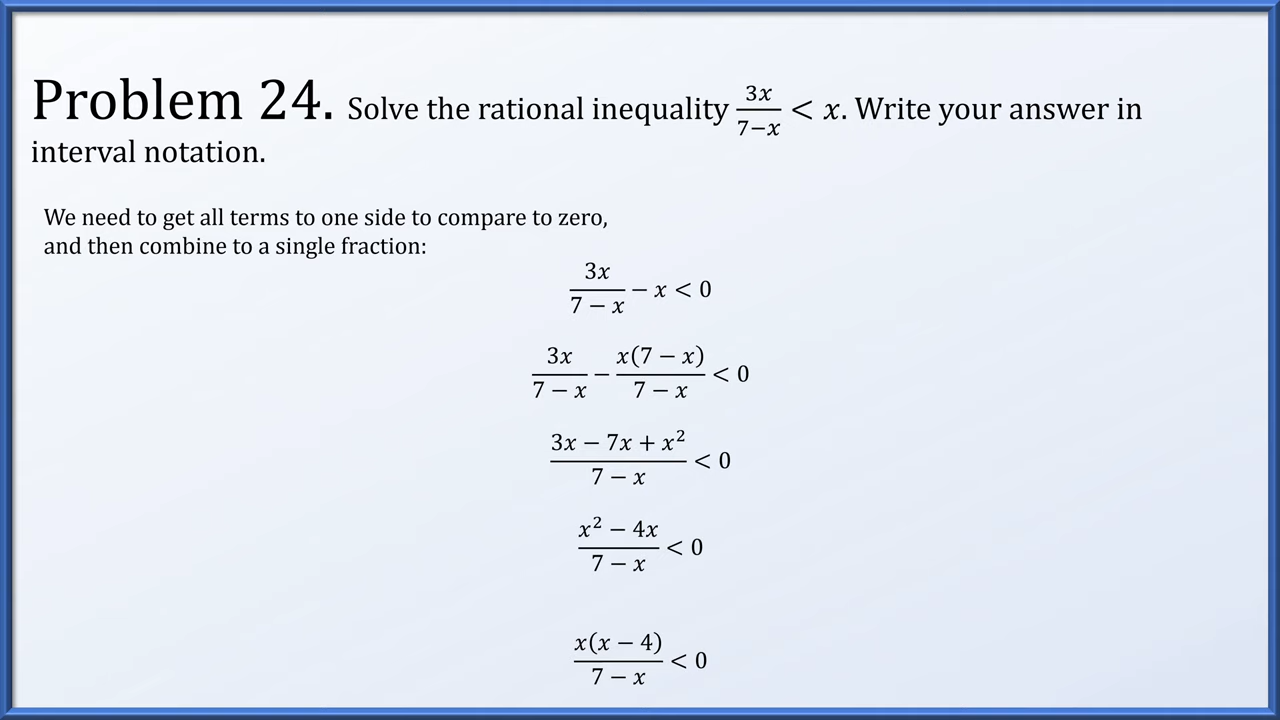 Problem 24. Solve the rational inequality 3x/(7−x) < x. Write your answer in
interval notation.
We need to get all terms to one side to compare to zero,
and then combine to a single fraction:
3x/(7 − x) − x < 0
3x/(7 − x) − x(7 − x)/(7 − x) < 0
(3x − 7x + x²)/(7 − x) < 0
(x² − 4x)/(7 − x) < 0
x(x − 4)/(7 − x) < 0